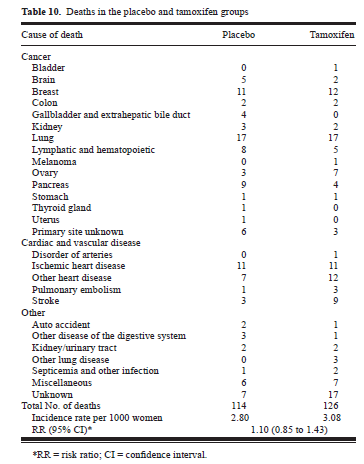 Table 10. Deaths in the placebo and tamoxifen groups
Cause of death Placebo Tamoxifen
Cancer
Bladder 0 1
Brain 5 2
Breast 11 12
Colon 2 2
Gallbladder and extrahepatic bile duct 4 0
Kidney 3 2
Lung 17 17
Lymphatic and hematopoietic 8 5
Melanoma 0 1
Ovary 3 7
Pancreas 9 4
Stomach 1 1
Thyroid gland 1 0
Uterus 1 0
Primary site unknown 6 3
Cardiac and vascular disease
Disorder of arteries 0 1
Ischemic heart disease 11 11
Other heart disease 7 12
Pulmonary embolism 1 3
Stroke 3 9
Other
Auto accident 2 1
Other disease of the digestive system 3 1
Kidney/urinary tract 2 2
Other lung disease 0 3
Septicemia and other infection 1 2
Miscellaneous 6 7
Unknown 7 17
Total No. of deaths 114 126
Incidence rate per 1000 women 2.80 3.08
RR (95% CI)* 1.10 (0.85 to 1.43)
*RR = risk ratio; CI = confidence interval.